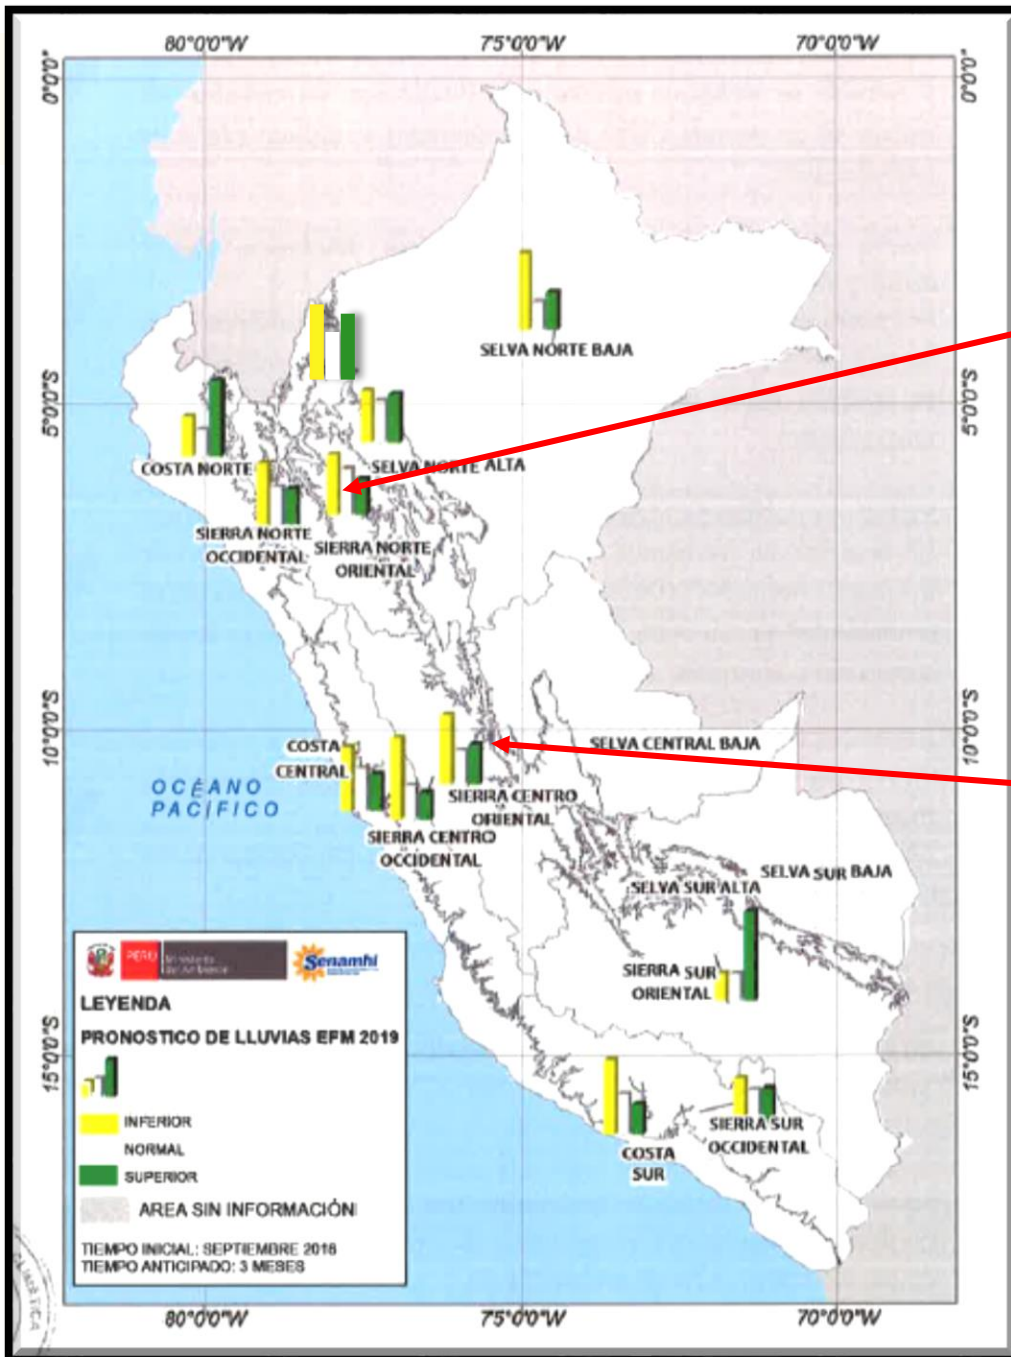 80°0'0"W
75°0'0"W
70°0'0"W
0°0'0"
0°0'0"
SELVA NORTE BAJA
5°0'0"S
5°0'0"S
COSTA NORTE
SELVA NORTE ALTA
SIERRA NORTE
OCCIDENTAL
SIERRA NORTE
ORIENTAL
10°0'0"S
10°0'0"S
COSTA
CENTRAL
SELVA CENTRAL BAJA
OCÉANO
PACÍFICO
SIERRA CENTRO
ORIENTAL
SIERRA CENTRO
OCCIDENTAL
SELVA SUR BAJA
SELVA SUR ALTA
SIERRA SUR
ORIENTAL
PERÚ
Ministerio
del Ambiente
Senamhi
LEYENDA
PRONOSTICO DE LLUVIAS EFM 2019
INFERIOR
NORMAL
SUPERIOR
AREA SIN INFORMACIÓN
TIEMPO INICIAL: SEPTIEMBRE 2018
TIEMPO ANTICIPADO: 3 MESES
15°0'0"S
15°0'0"S
SIERRA SUR
OCCIDENTAL
COSTA
SUR
80°0'0"W
75°0'0"W
70°0'0"W